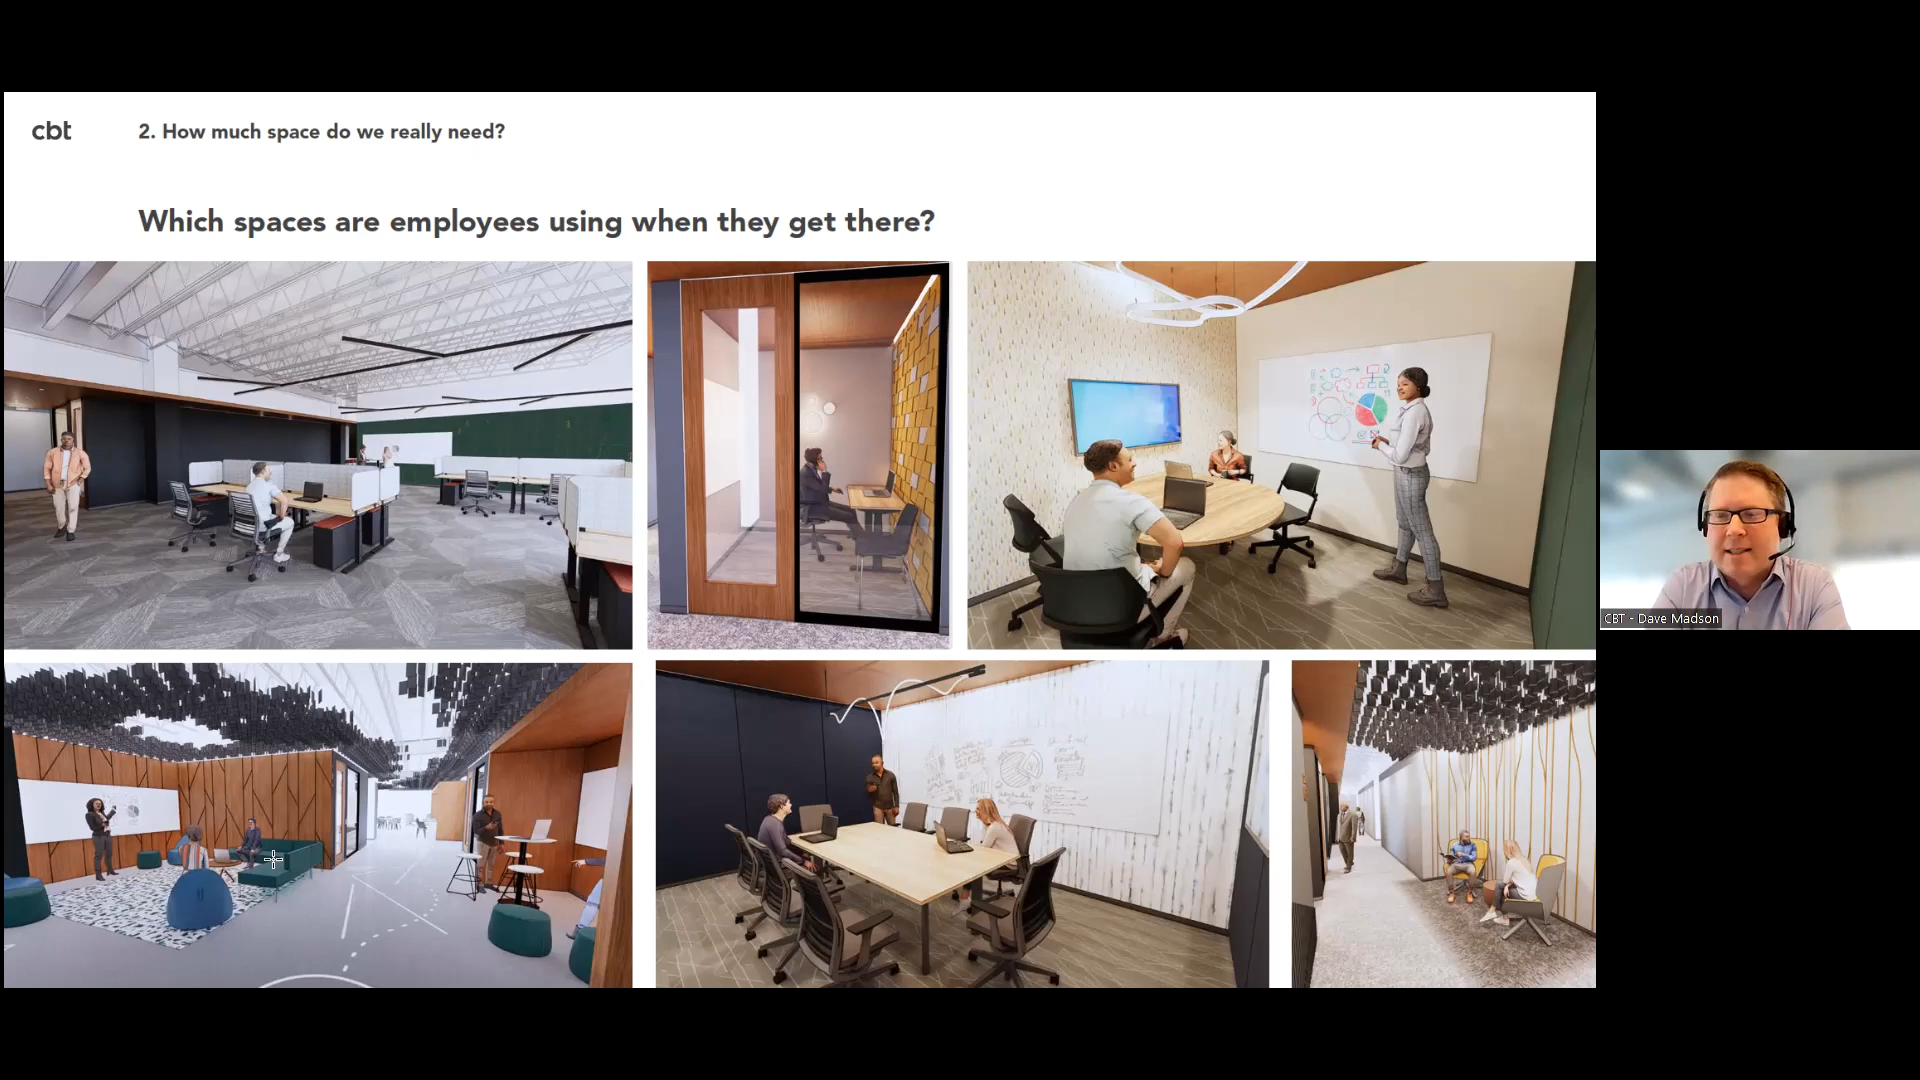 cbt
2. How much space do we really need?
Which spaces are employees using when they get there?
CBT - Dave Madson